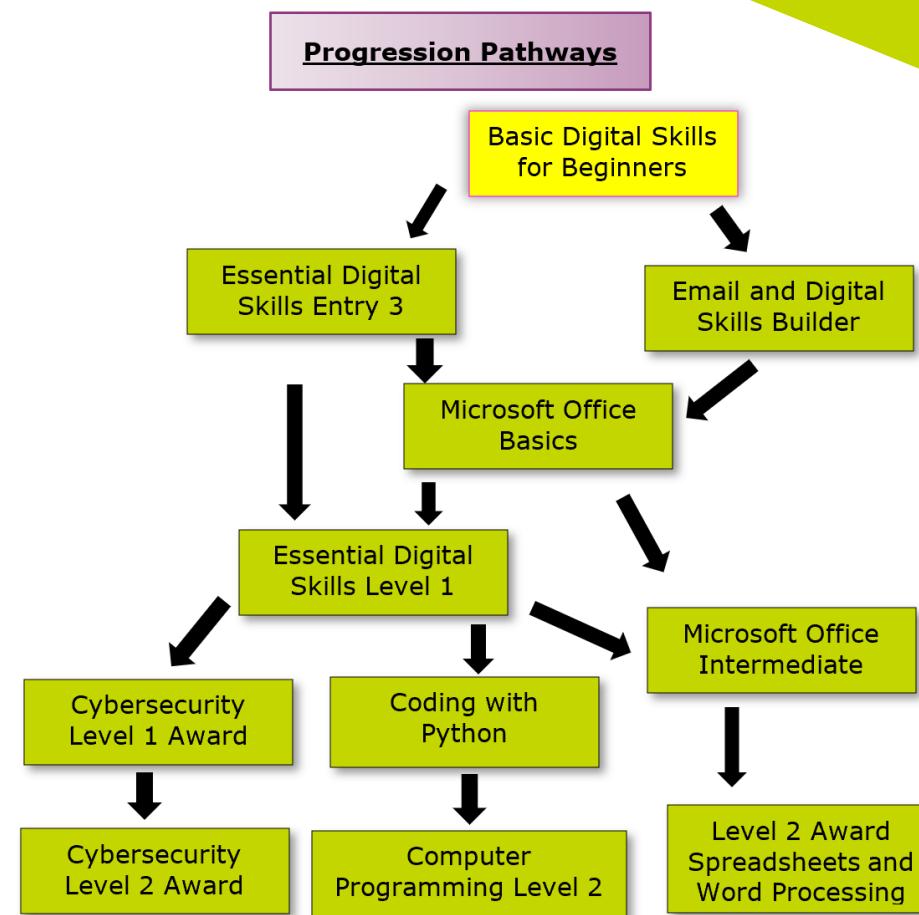 Progression Pathways
Basic Digital Skills
for Beginners
Essential Digital
Skills Entry 3
Email and Digital
Skills Builder
Microsoft Office
Basics
Essential Digital
Skills Level 1
Microsoft Office
Intermediate
Cybersecurity
Level 1 Award
Coding with
Python
Cybersecurity
Level 2 Award
Computer
Programming Level 2
Level 2 Award
Spreadsheets and
Word Processing